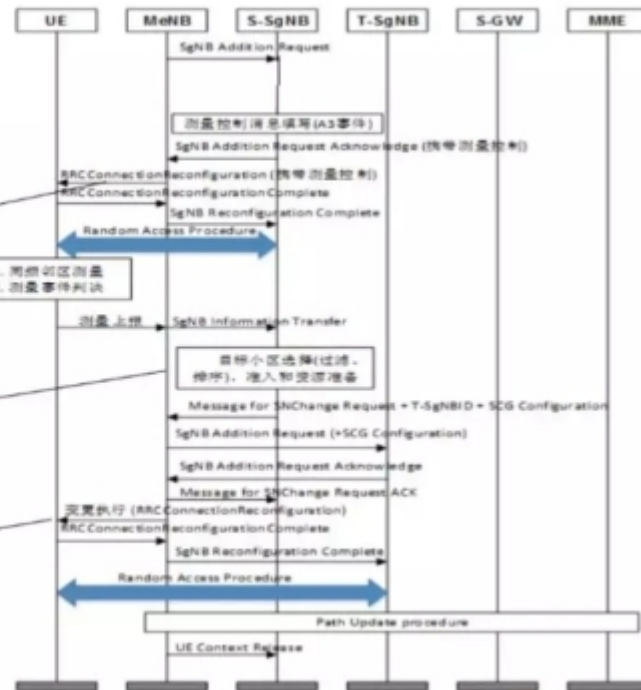 UE MeNB S-SgNB T-SgNB S-GW MME
SgNB Addition Request
测量控制消息填写(A3事件)
SgNB Addition Request Acknowledge (携带测量控制)
RRCConnectionReconfiguration (携带测量控制)
RRCConnectionReconfigurationComplete
SgNB Reconfiguration Complete
Random Access Procedure
. 同频邻区测量
. 测量事件判决
测量上报 SgNB Information Transfer
目标小区选择(过滤、
排序)、准入和资源准备
Message for SNChange Request + T-SgNBID + SCG Configuration
SgNB Addition Request (+SCG Configuration)
SgNB Addition Request Acknowledge
Message for SNChange Request ACK
变更执行 (RRCConnectionReconfiguration)
RRCConnectionReconfigurationComplete
SgNB Reconfiguration Complete
Random Access Procedure
Path Update procedure
UE Context Release